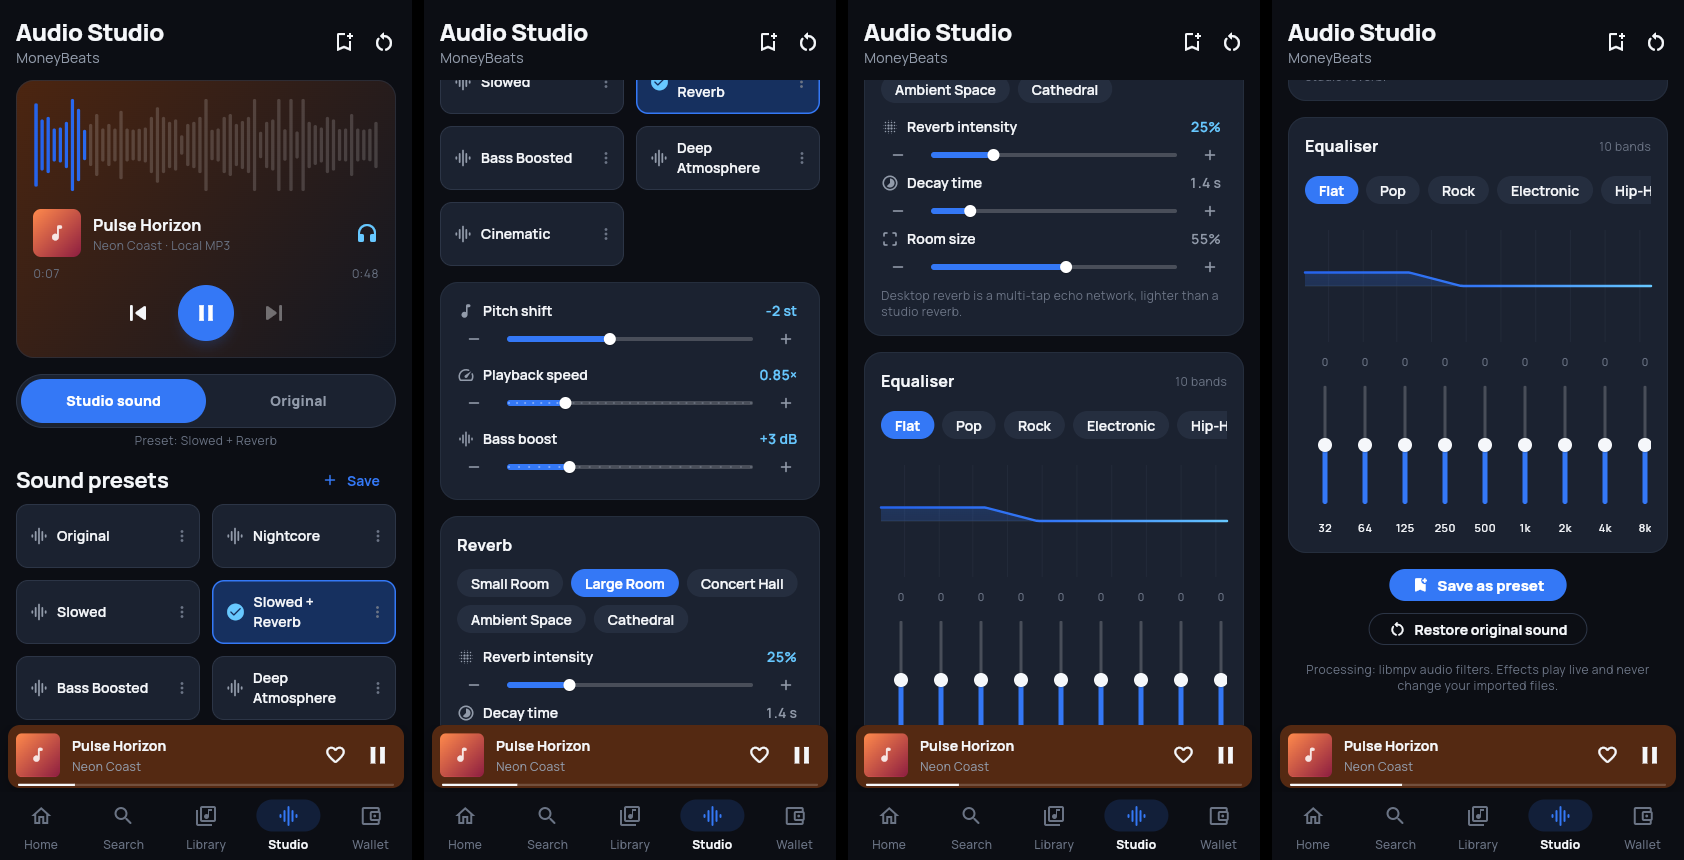 Audio Studio
MoneyBeats
Pulse Horizon
Neon Coast · Local MP3
0:07
0:48
Studio sound
Original
Preset: Slowed + Reverb
Sound presets
+ Save
Original
Nightcore
Slowed
Slowed +
Reverb
Bass Boosted
Deep
Atmosphere
Pulse Horizon
Neon Coast
Home
Search
Library
Studio
Wallet
Audio Studio
MoneyBeats
Slowed
Reverb
Bass Boosted
Deep
Atmosphere
Cinematic
Pitch shift
-2 st
Playback speed
0.85×
Bass boost
+3 dB
Reverb
Small Room
Large Room
Concert Hall
Ambient Space
Cathedral
Reverb intensity
25%
Decay time
1.4 s
Pulse Horizon
Neon Coast
Home
Search
Library
Studio
Wallet
Audio Studio
MoneyBeats
Ambient Space
Cathedral
Reverb intensity
25%
Decay time
1.4 s
Room size
55%
Desktop reverb is a multi-tap echo network, lighter than a
studio reverb.
Equaliser
10 bands
Flat
Pop
Rock
Electronic
Hip-H
0 0 0 0 0 0 0 0 0
Pulse Horizon
Neon Coast
Home
Search
Library
Studio
Wallet
Audio Studio
MoneyBeats
Equaliser
10 bands
Flat
Pop
Rock
Electronic
Hip-H
0 0 0 0 0 0 0 0 0
32 64 125 250 500 1k 2k 4k 8k
Save as preset
Restore original sound
Processing: libmpv audio filters. Effects play live and never
change your imported files.
Pulse Horizon
Neon Coast
Home
Search
Library
Studio
Wallet